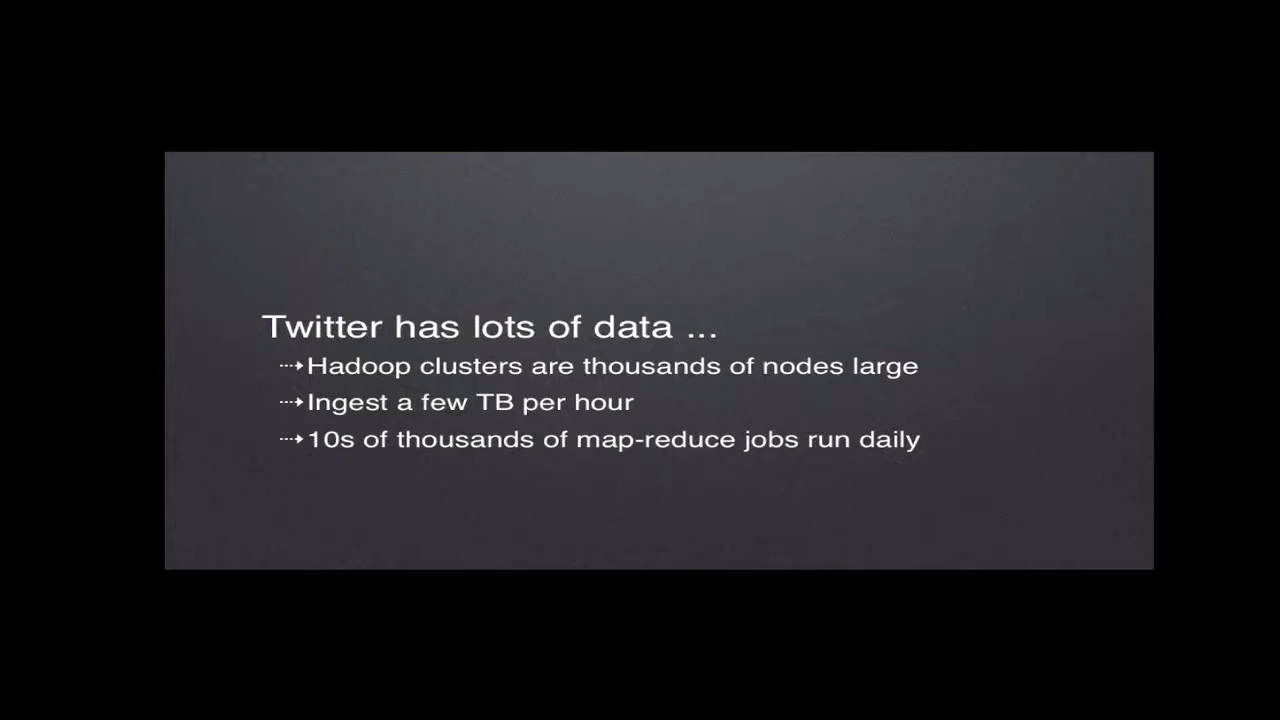 Twitter has lots of data ...
⤍Hadoop clusters are thousands of nodes large
⤍Ingest a few TB per hour
⤍10s of thousands of map-reduce jobs run daily